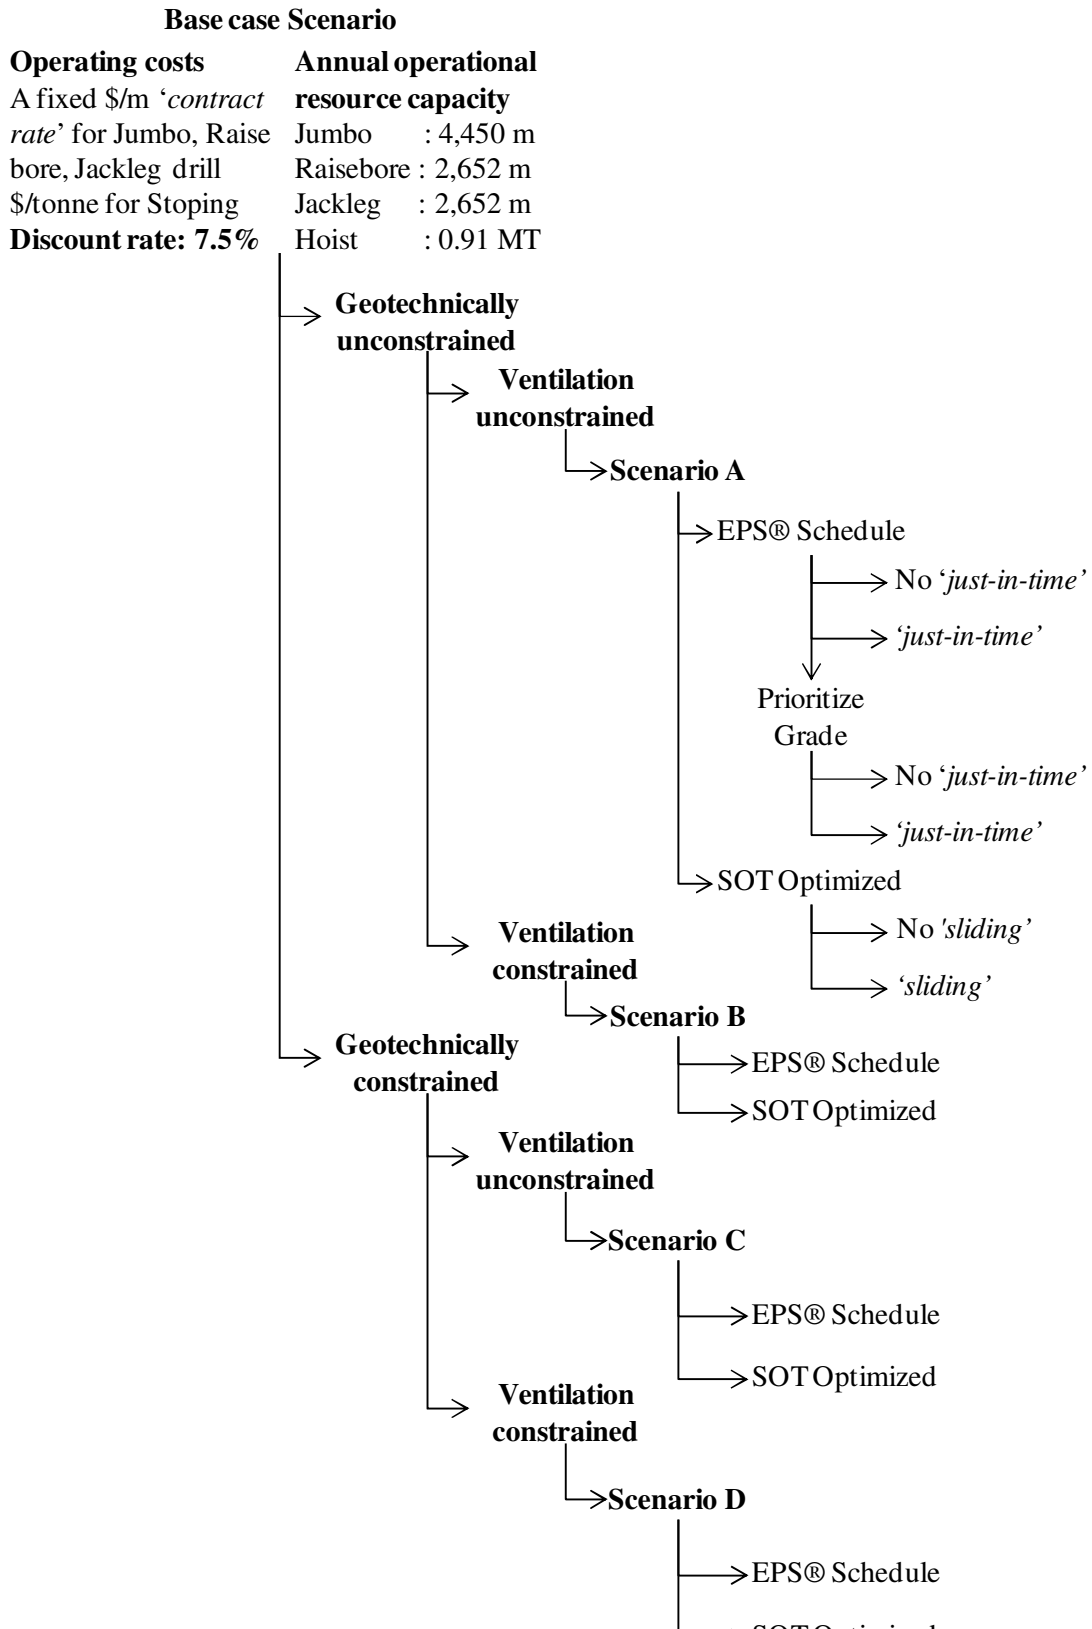 Base case Scenario
Operating costs
A fixed $/m ‘contract
rate’ for Jumbo, Raise
bore, Jackleg drill
$/tonne for Stoping
Discount rate: 7.5%
Annual operational
resource capacity
Jumbo : 4,450 m
Raisebore : 2,652 m
Jackleg : 2,652 m
Hoist : 0.91 MT
Geotechnically
unconstrained
Ventilation
unconstrained
Scenario A
EPS® Schedule
No ‘just-in-time’
‘just-in-time’
Prioritize
Grade
No ‘just-in-time’
‘just-in-time’
SOT Optimized
No 'sliding’
‘sliding’
Ventilation
constrained
Scenario B
EPS® Schedule
SOT Optimized
Geotechnically
constrained
Ventilation
unconstrained
Scenario C
EPS® Schedule
SOT Optimized
Ventilation
constrained
Scenario D
EPS® Schedule